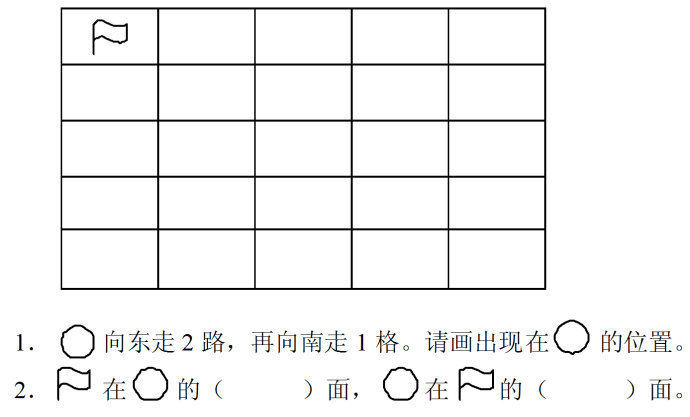 1. 向东走 2 路，再向南走 1 格。请画出现在 的位置。
2. 在 的（ ）面， 在 的（ ）面。